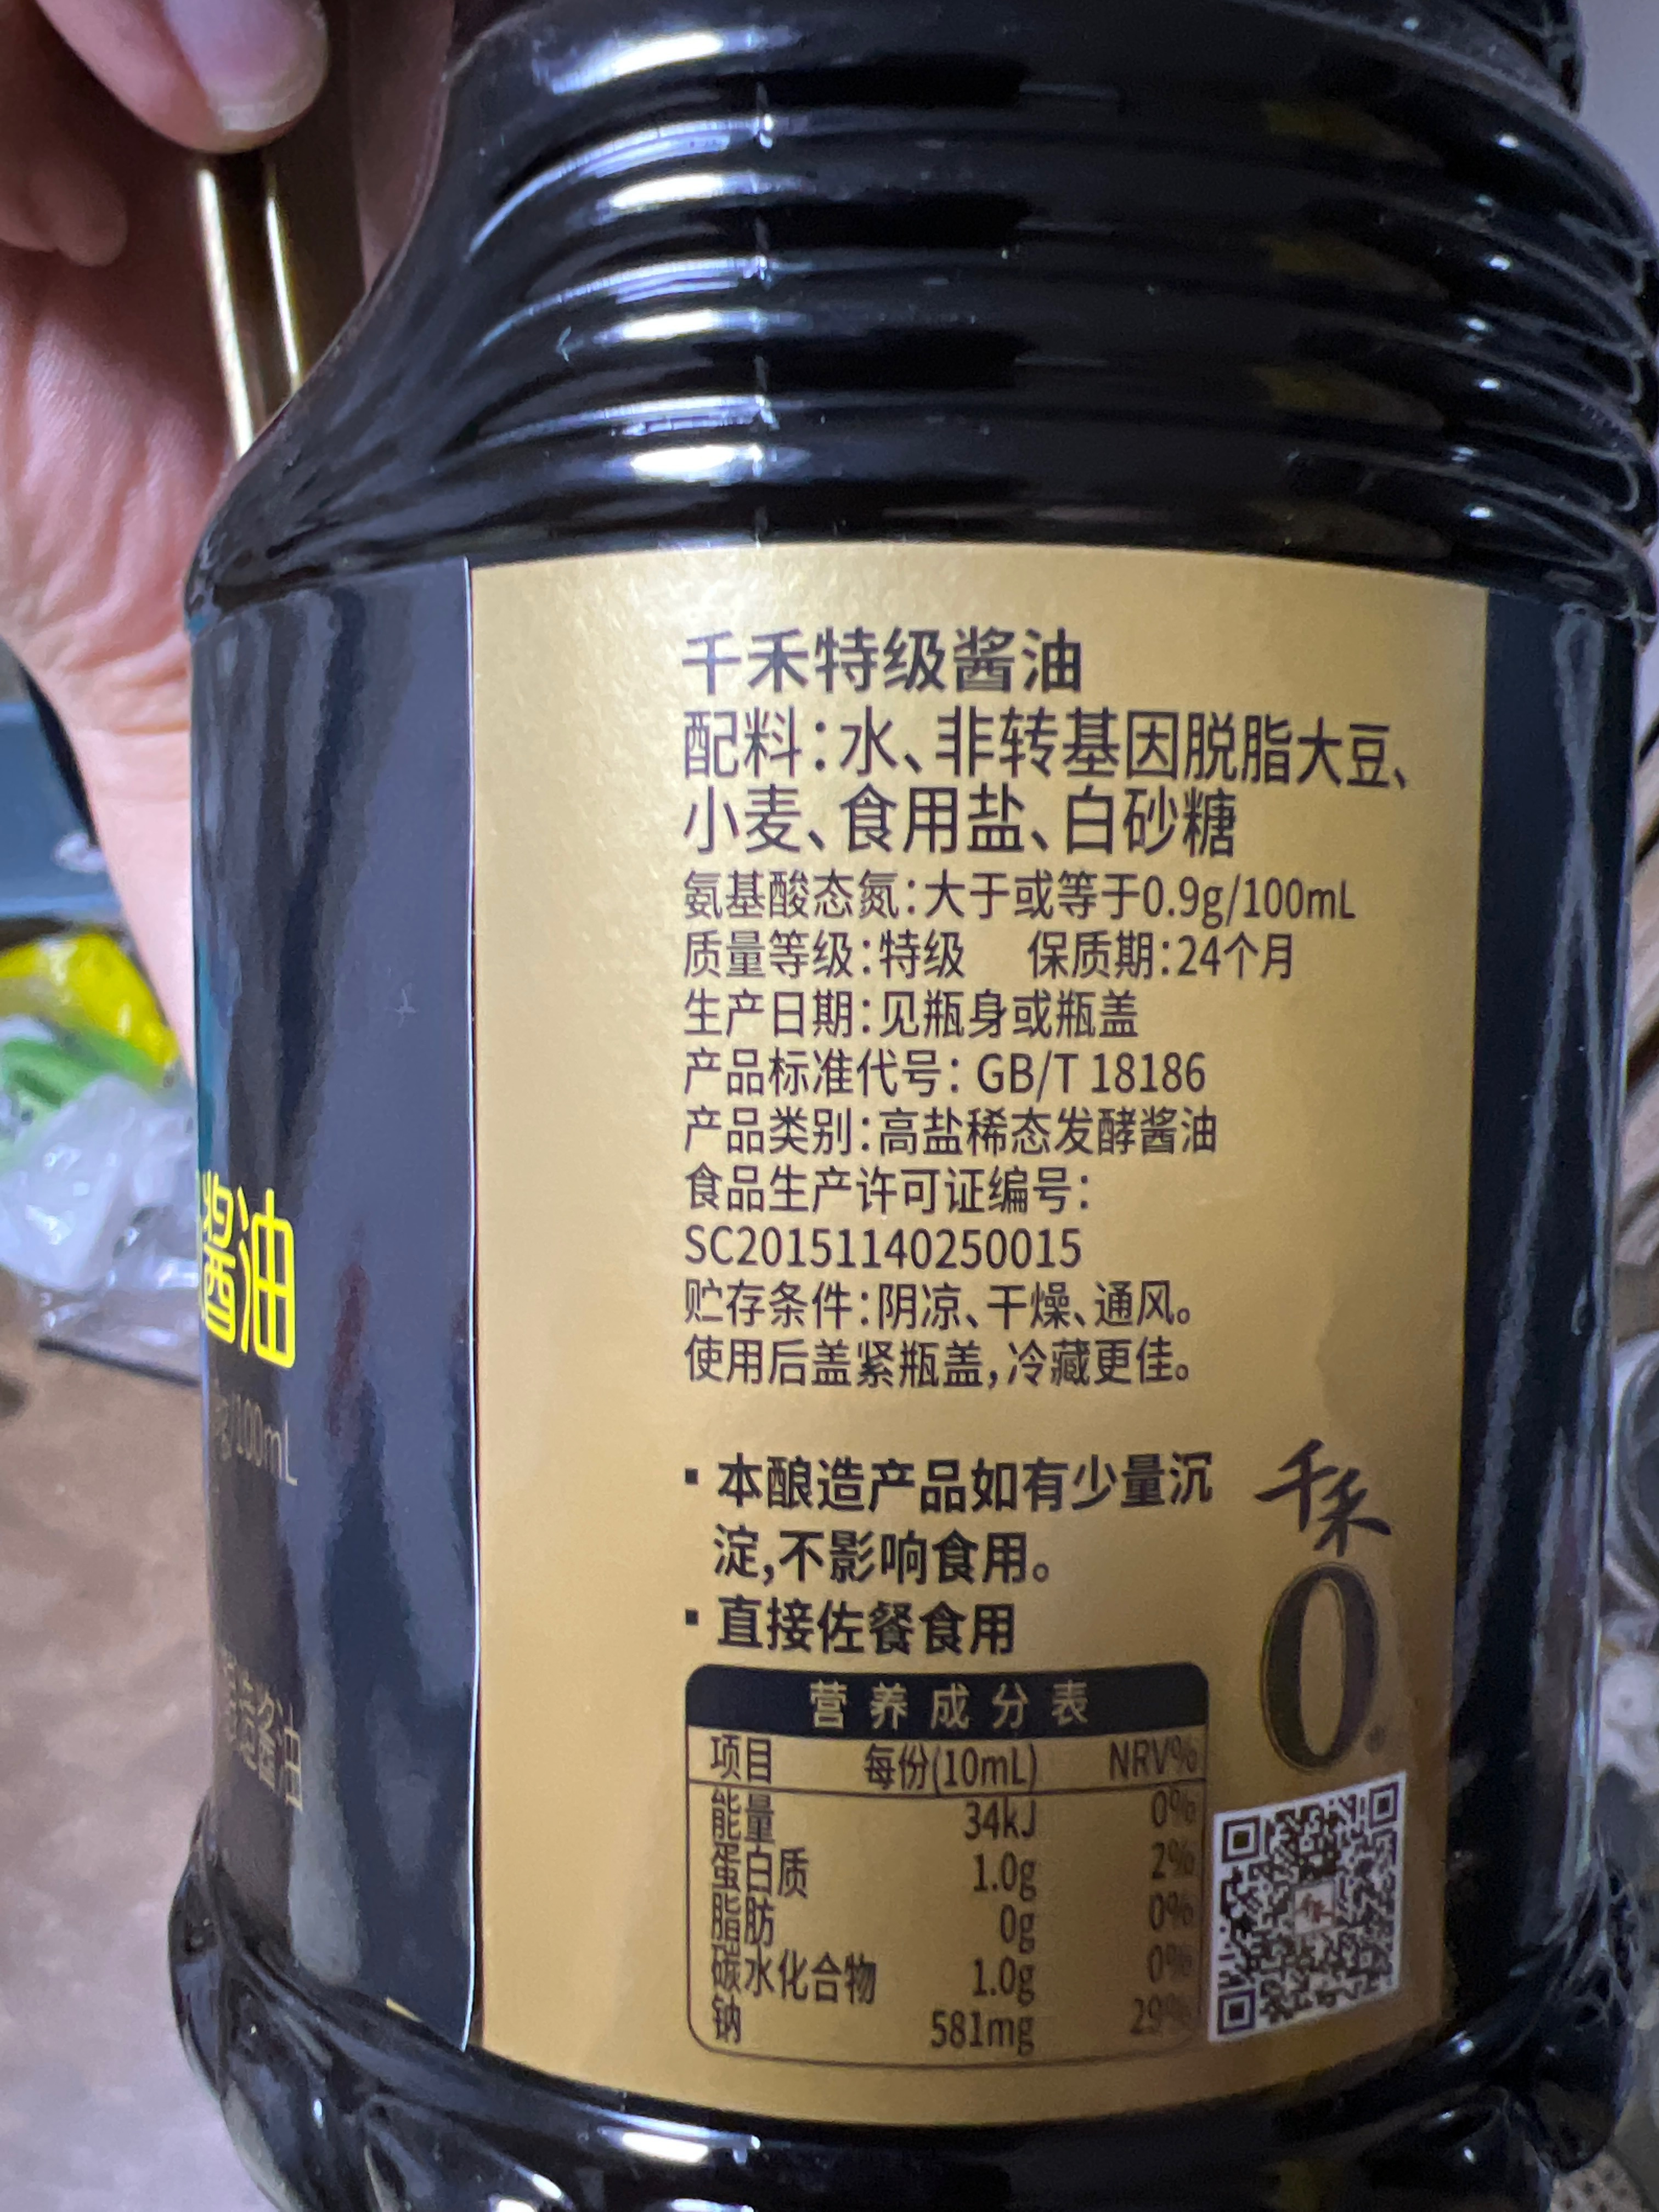 千禾特级酱油
配料:水、非转基因脱脂大豆、
小麦、食用盐、白砂糖
氨基酸态氮:大于或等于0.9g/100mL
质量等级:特级 保质期:24个月
生产日期:见瓶身或瓶盖
产品标准代号: GB/T 18186
产品类别:高盐稀态发酵酱油
食品生产许可证编号:
SC20151140250015
贮存条件:阴凉、干燥、通风。
使用后盖紧瓶盖,冷藏更佳。
▪ 本酿造产品如有少量沉
淀,不影响食用。
▪ 直接佐餐食用
千禾
0
营养成分表
项目 每份(10mL) NRV%
能量 34kJ 0%
蛋白质 1.0g 2%
脂肪 0g 0%
碳水化合物 1.0g 0%
钠 581mg 29%
酱油
g/100mL
造酱油